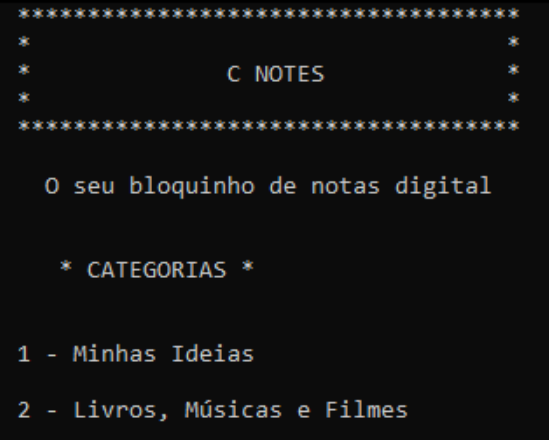 ************************************
*                                  *
*              C NOTES             *
*                                  *
************************************
O seu bloquinho de notas digital
* CATEGORIAS *
1 - Minhas Ideias
2 - Livros, Músicas e Filmes